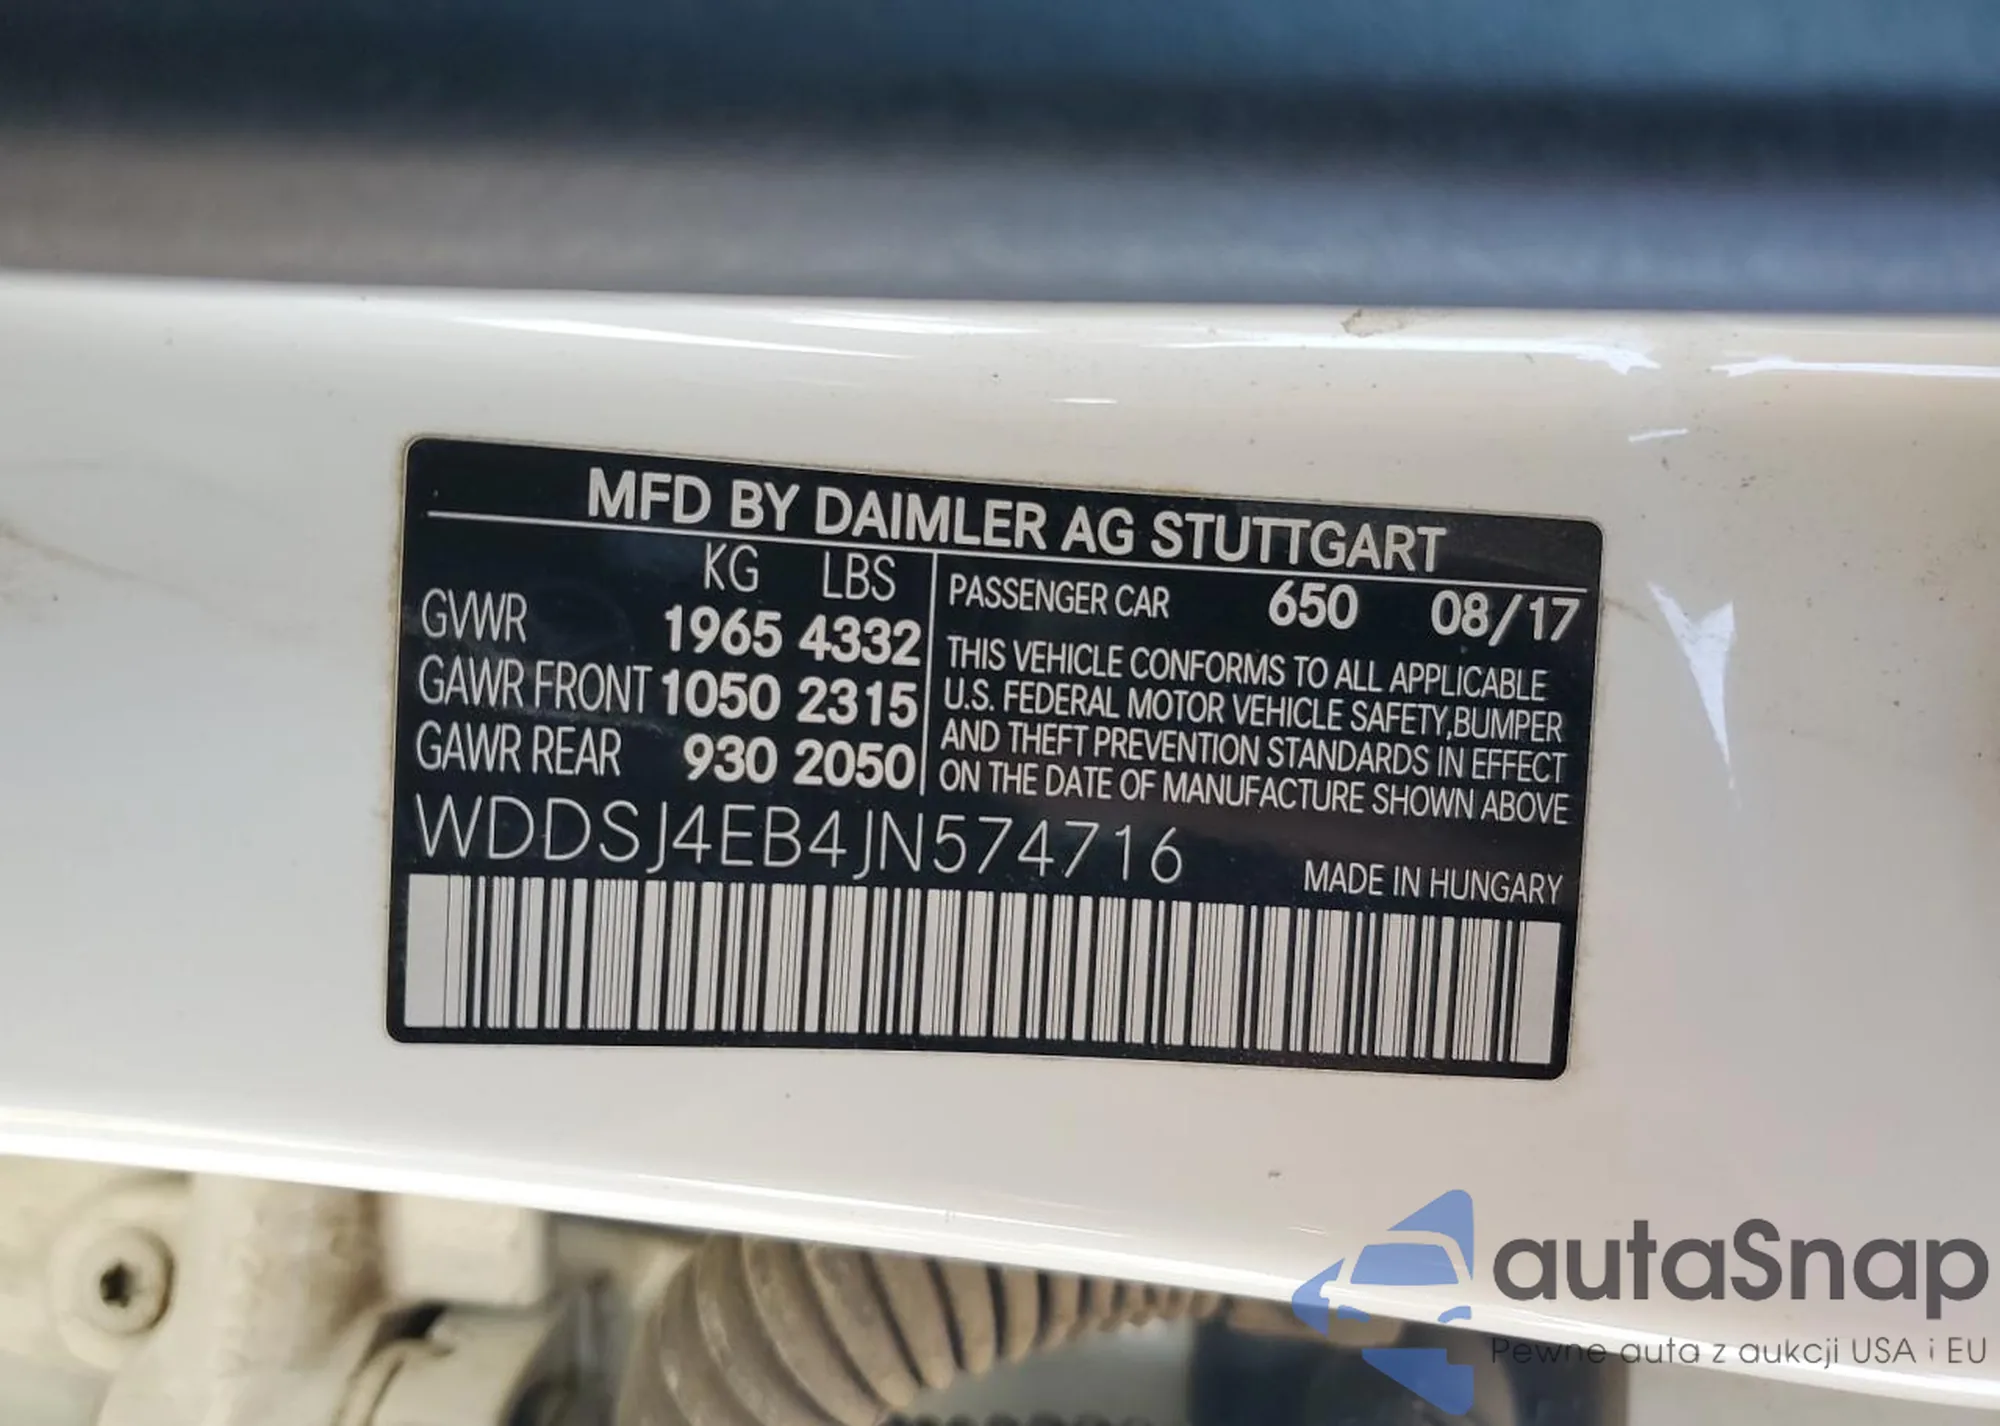 MFD BY DAIMLER AG STUTTGART
KG LBS
GVWR 1965 4332
GAWR FRONT 1050 2315
GAWR REAR 930 2050
PASSENGER CAR 650 08/17
THIS VEHICLE CONFORMS TO ALL APPLICABLE
U.S. FEDERAL MOTOR VEHICLE SAFETY,BUMPER
AND THEFT PREVENTION STANDARDS IN EFFECT
ON THE DATE OF MANUFACTURE SHOWN ABOVE
WDDSJ4EB4JN574716
MADE IN HUNGARY
autaSnap
Pewne auta z aukcji USA i EU